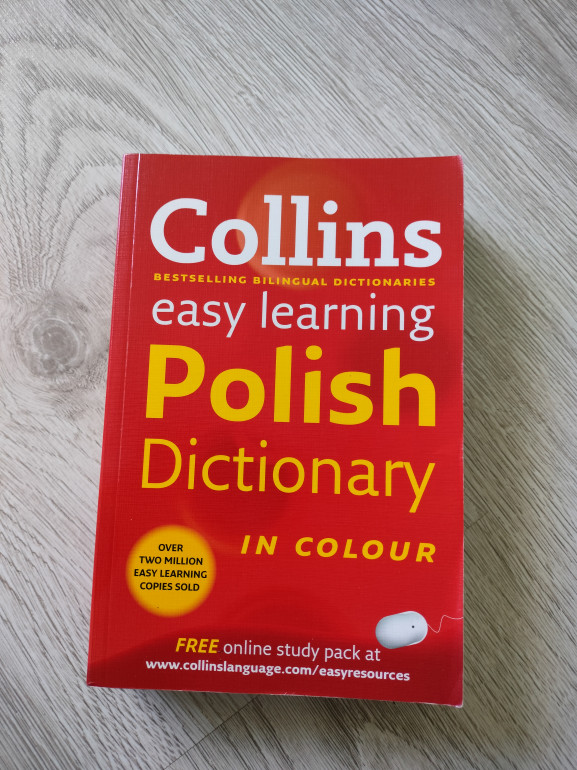 Collins
BESTSELLING BILINGUAL DICTIONARIES
easy learning
Polish
Dictionary
IN COLOUR
OVER
TWO MILLION
EASY LEARNING
COPIES SOLD
FREE online study pack at
www.collinslanguage.com/easyresources